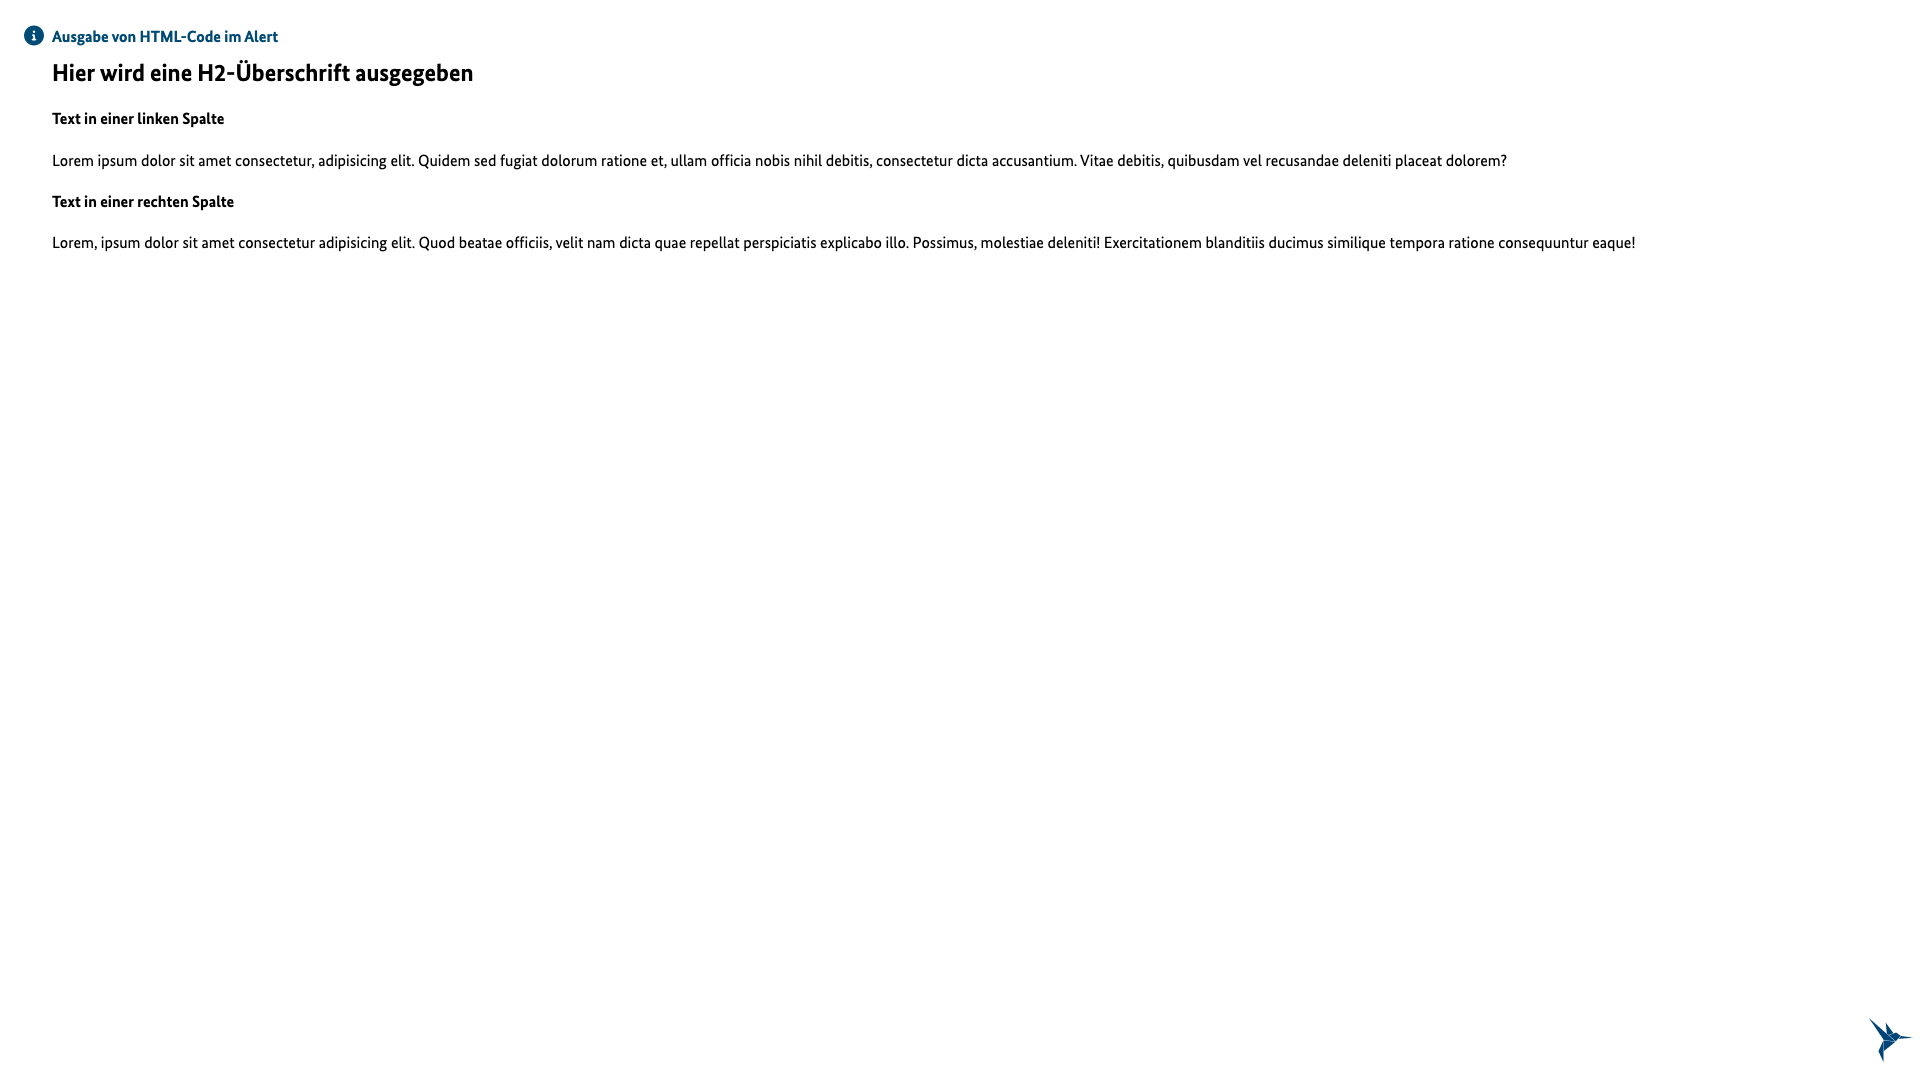 Ausgabe von HTML-Code im Alert
Hier wird eine H2-Überschrift ausgegeben
Text in einer linken Spalte
Lorem ipsum dolor sit amet consectetur, adipisicing elit. Quidem sed fugiat dolorum ratione et, ullam officia nobis nihil debitis, consectetur dicta accusantium. Vitae debitis, quibusdam vel recusandae deleniti placeat dolorem?
Text in einer rechten Spalte
Lorem, ipsum dolor sit amet consectetur adipisicing elit. Quod beatae officiis, velit nam dicta quae repellat perspiciatis explicabo illo. Possimus, molestiae deleniti! Exercitationem blanditiis ducimus similique tempora ratione consequuntur eaque!